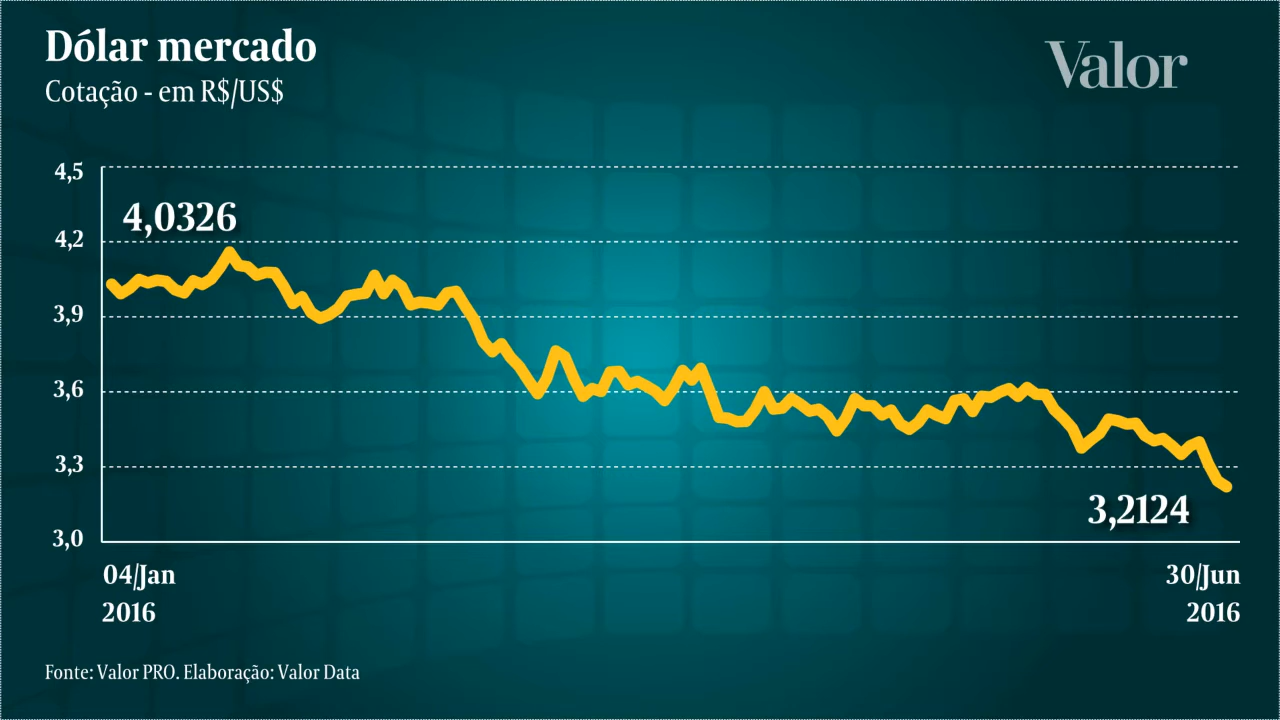 Dólar mercado
Valor
Cotação - em R$/US$
4,5
4,0326
4,2
3,9
3,6
3,3
3,2124
3,0
04/Jan
30/Jun
2016
2016
Fonte: Valor PRO. Elaboração: Valor Data